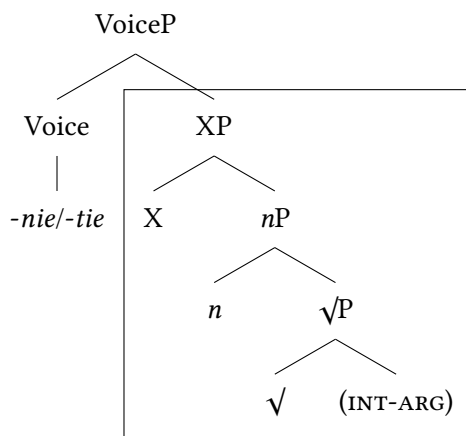 VoiceP
Voice XP
-nie/-tie X nP
n √P
√ (INT-ARG)